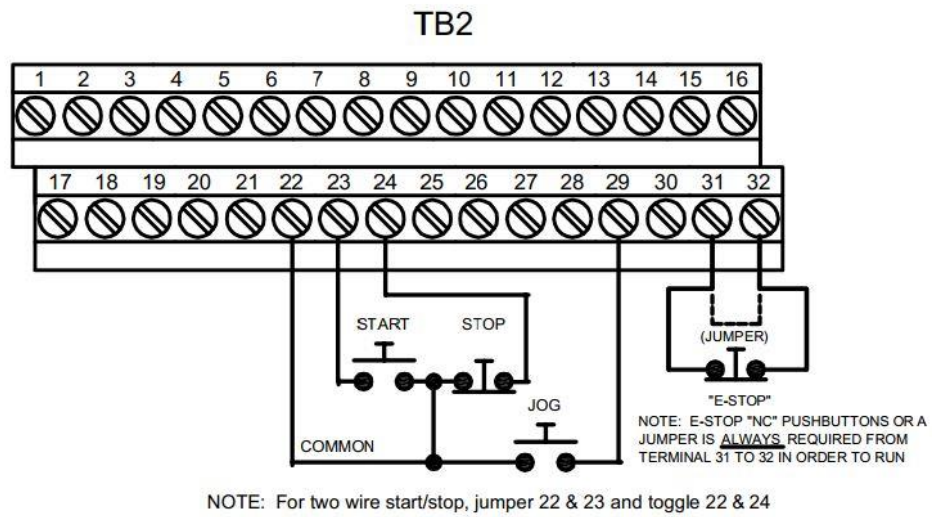 TB2
1 2 3 4 5 6 7 8 9 10 11 12 13 14 15 16
17 18 19 20 21 22 23 24 25 26 27 28 29 30 31 32
START STOP
(JUMPER)
JOG
"E-STOP"
COMMON
NOTE: E-STOP "NC" PUSHBUTTONS OR A
JUMPER IS ALWAYS REQUIRED FROM
TERMINAL 31 TO 32 IN ORDER TO RUN
NOTE: For two wire start/stop, jumper 22 & 23 and toggle 22 & 24